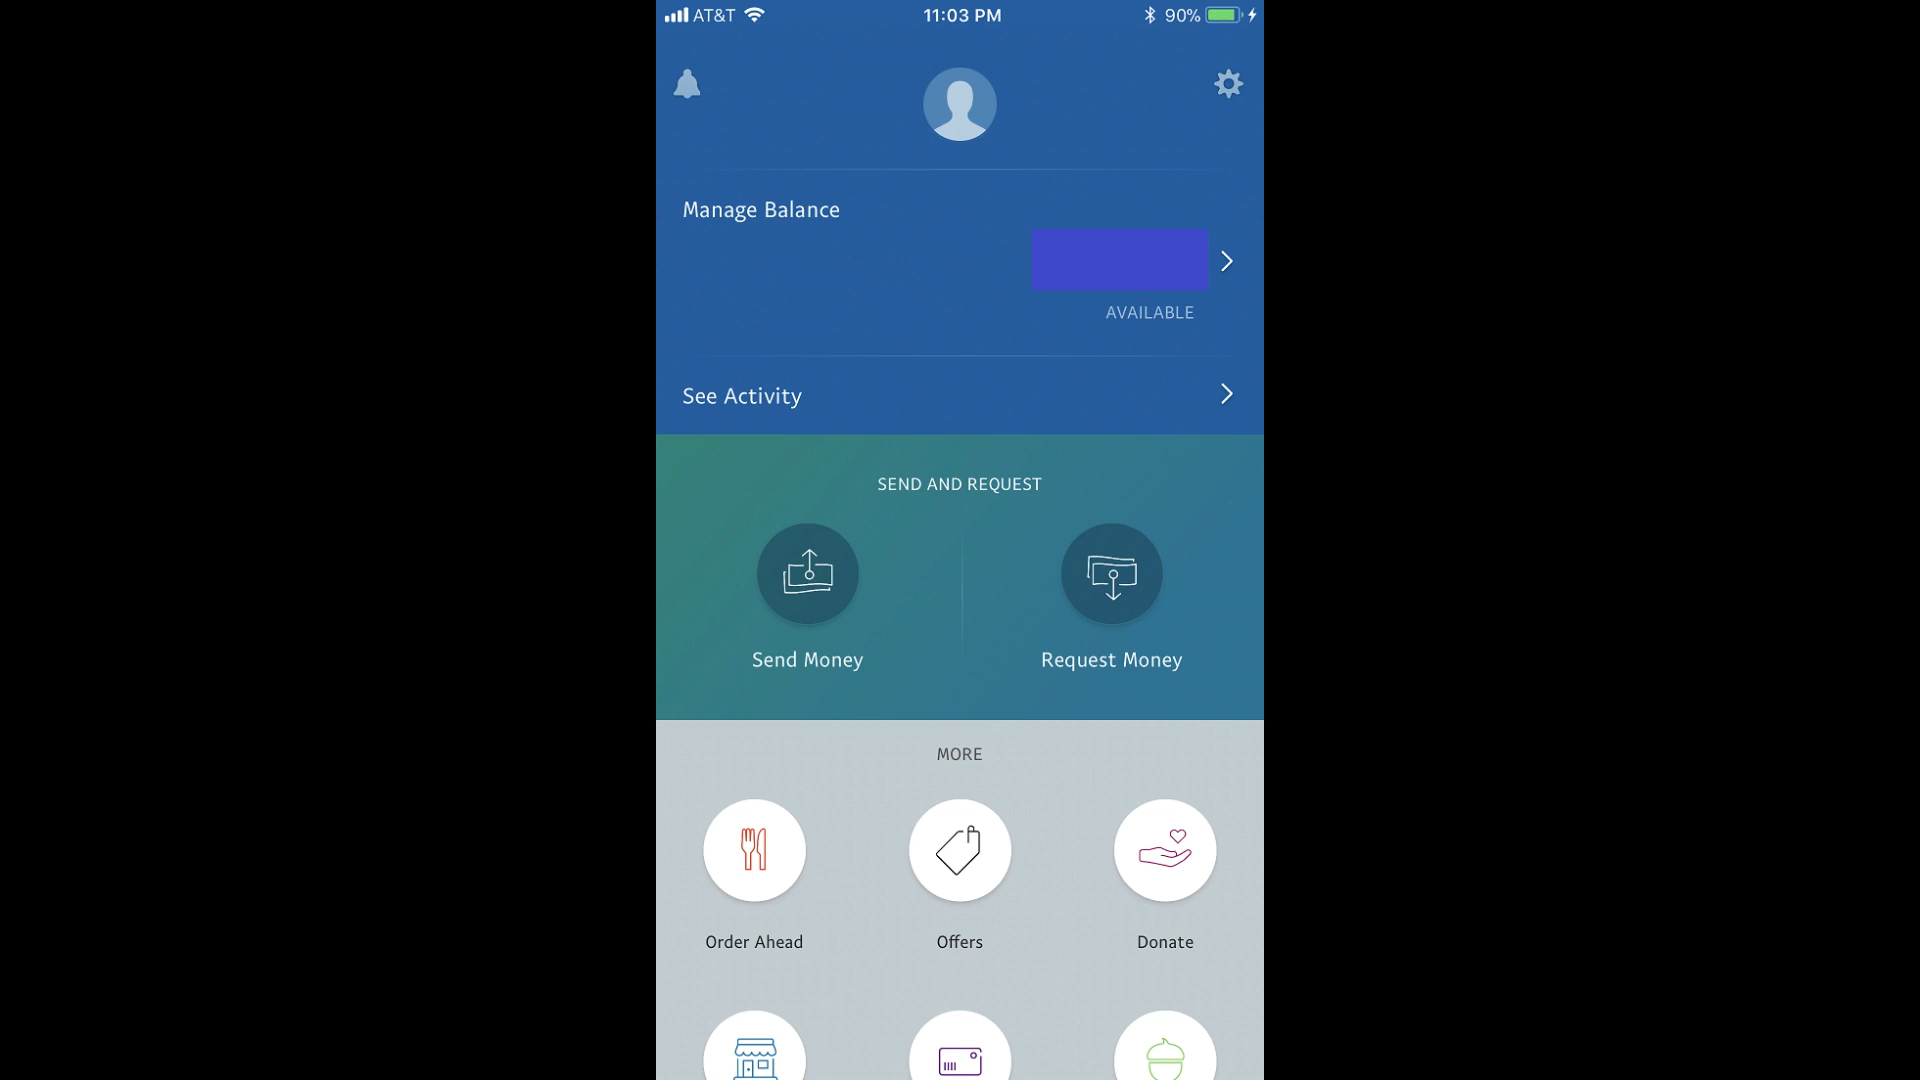 AT&T
11:03 PM
90%
Manage Balance
AVAILABLE
See Activity
SEND AND REQUEST
Send Money
Request Money
MORE
Order Ahead
Offers
Donate